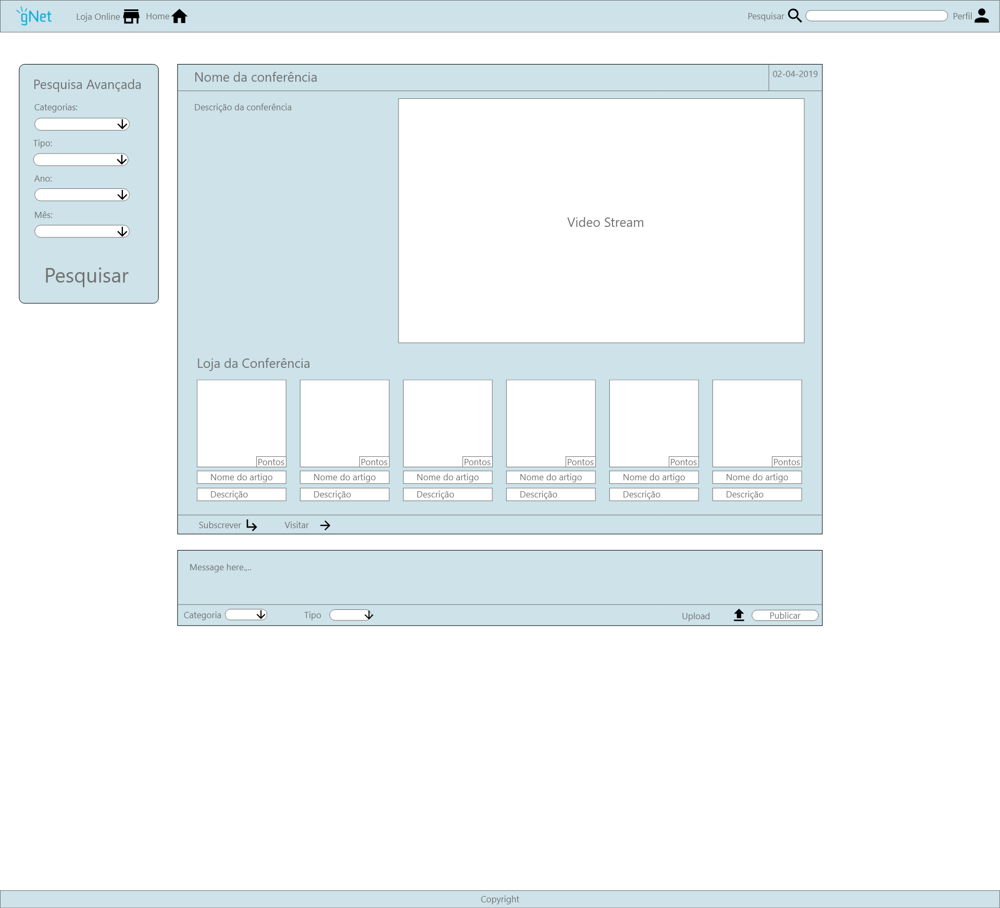 gNet
Loja Online
Home
Pesquisar
Perfil
Pesquisa Avançada
Categorias:
Tipo:
Ano:
Mês:
Pesquisar
Nome da conferência
02-04-2019
Descrição da conferência
Video Stream
Loja da Conferência
Pontos
Pontos
Pontos
Pontos
Pontos
Pontos
Nome do artigo
Nome do artigo
Nome do artigo
Nome do artigo
Nome do artigo
Nome do artigo
Descrição
Descrição
Descrição
Descrição
Descrição
Descrição
Subscrever
Visitar
Message here.,..
Categoria
Tipo
Upload
Publicar
Copyright